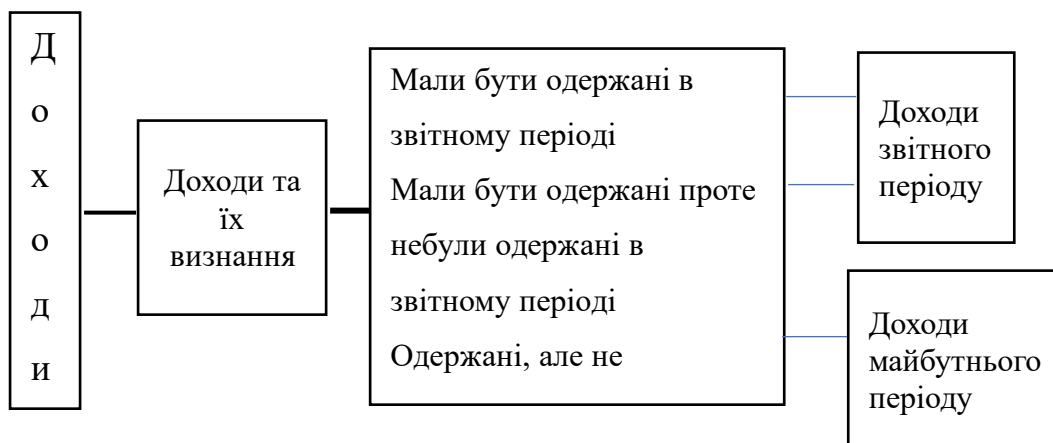 Д
о
х
о
д
и
Доходи та
їх
визнання
Мали бути одержані в
звітному періоді
Мали бути одержані проте
небули одержані в
звітному періоді
Одержані, але не
Доходи
звітного
періоду
Доходи
майбутнього
періоду